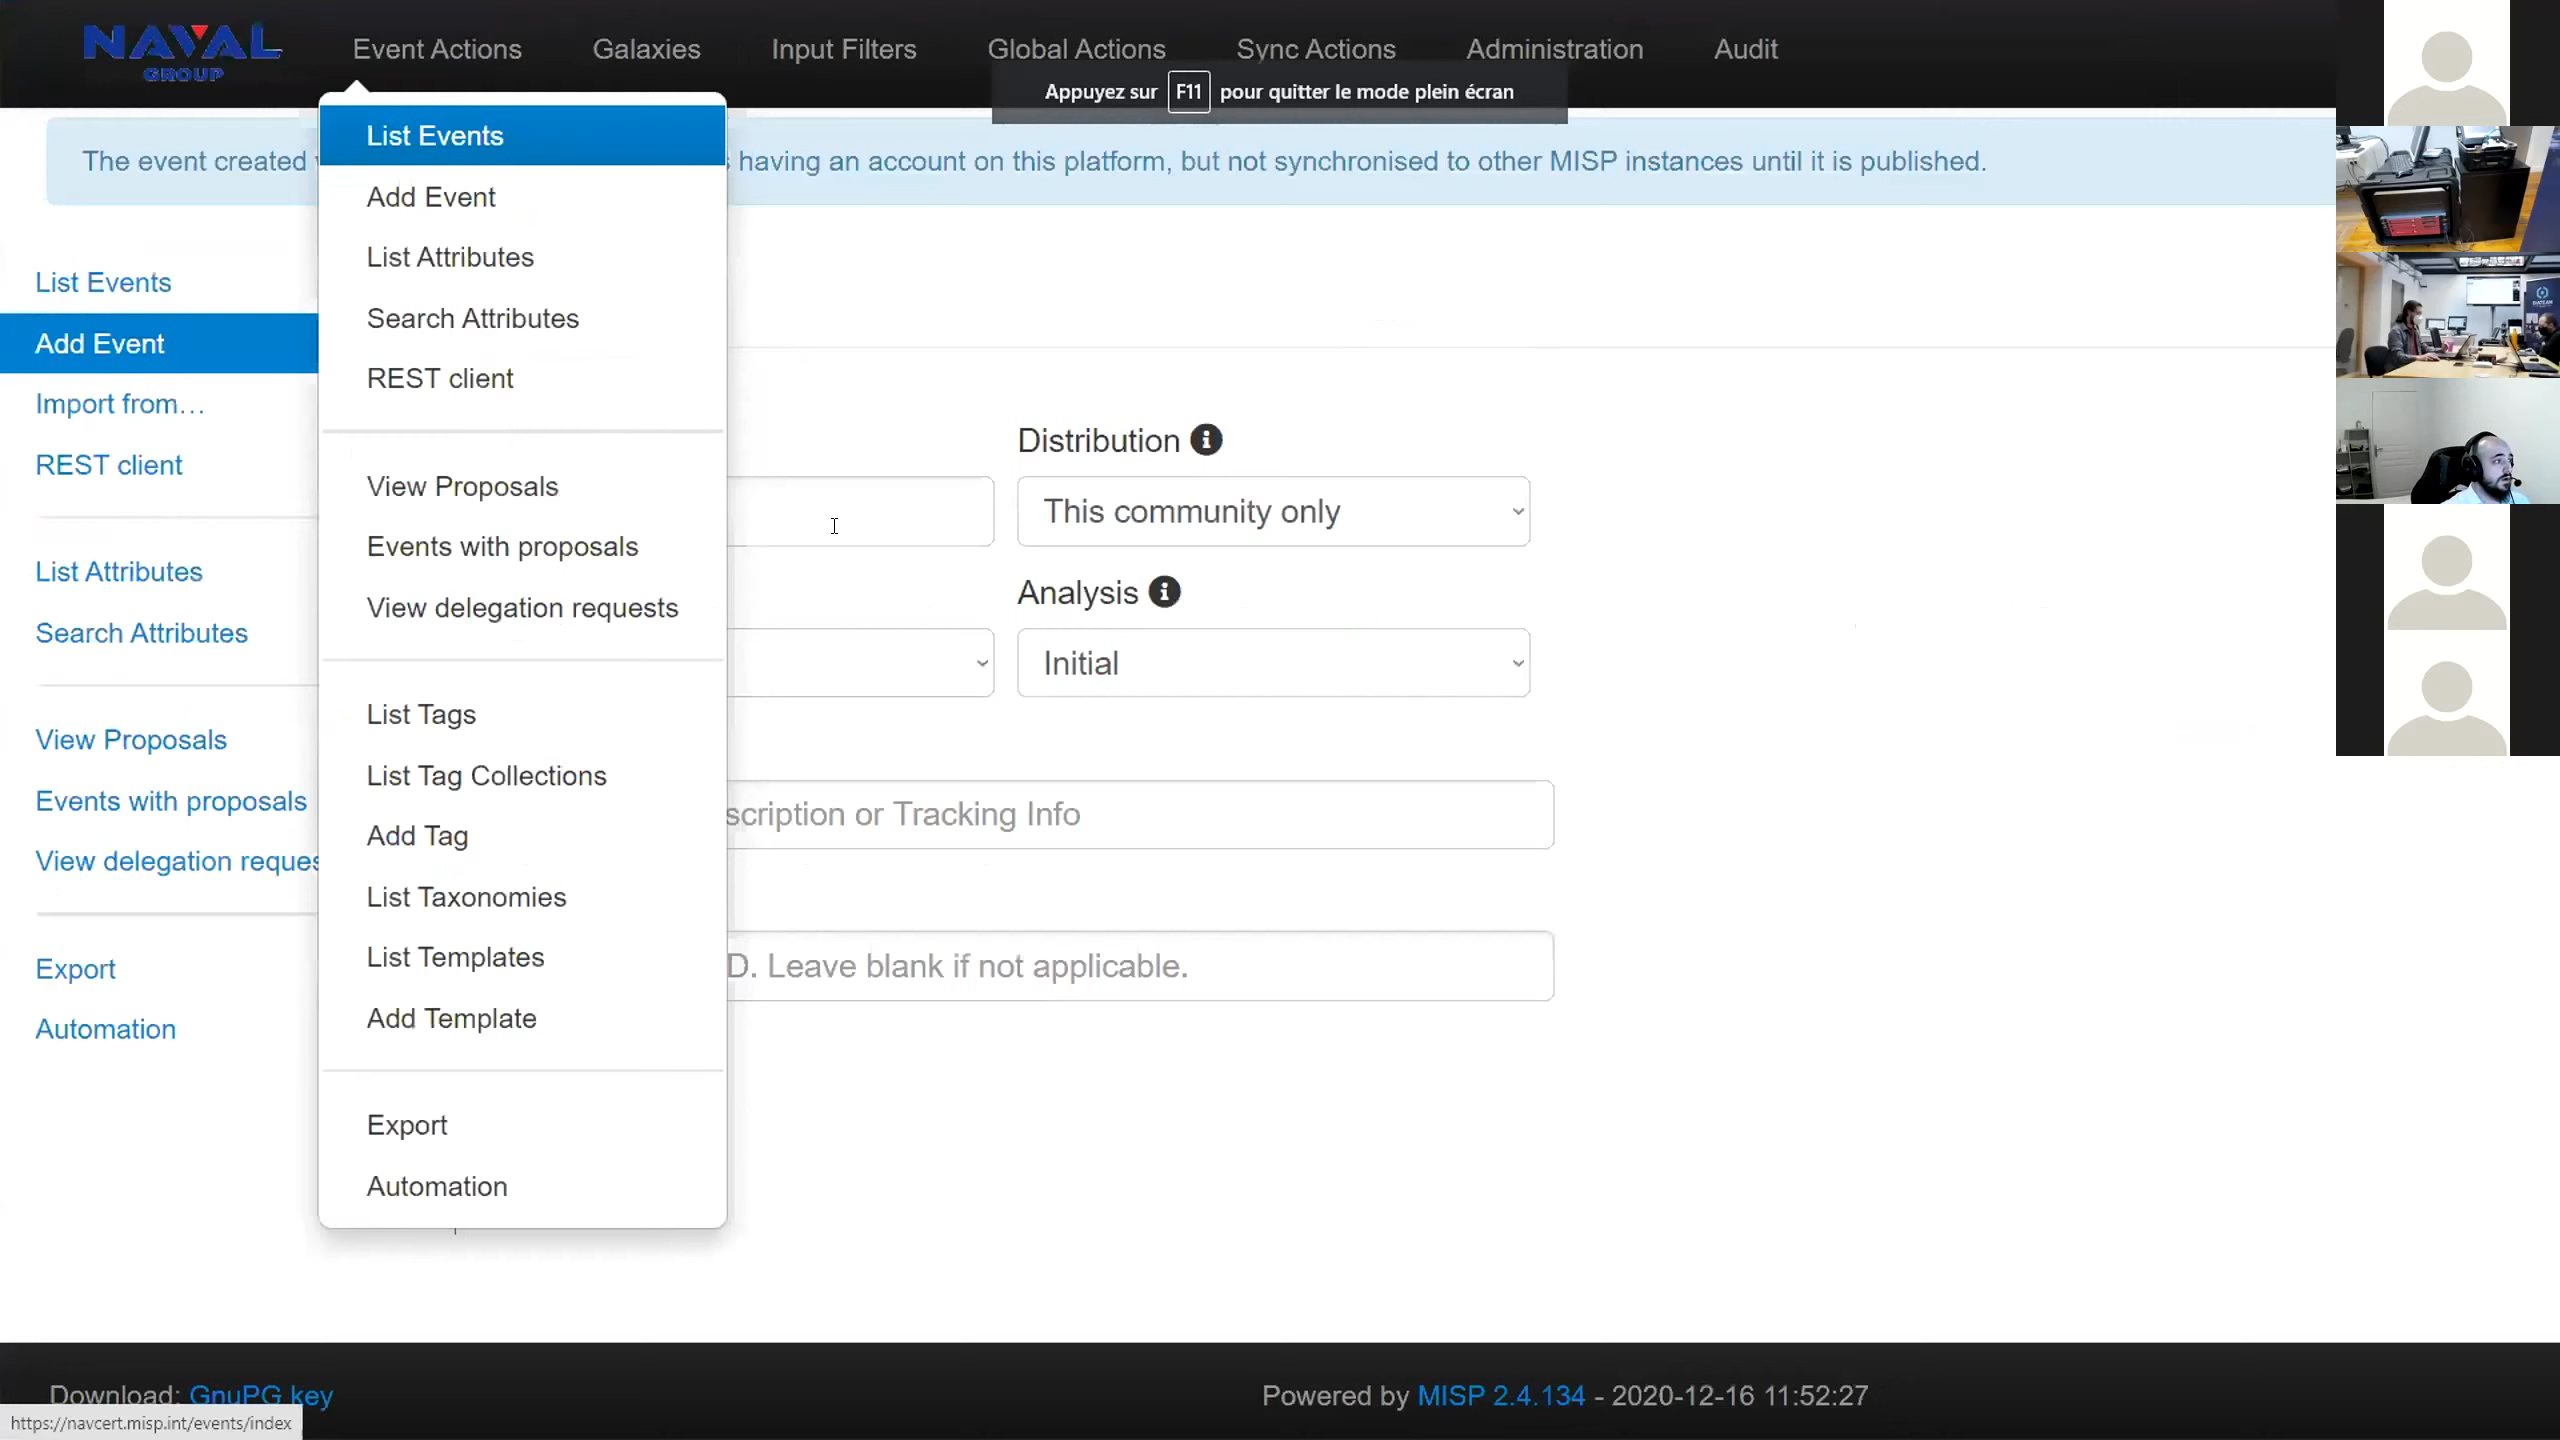 NAVAL
GROUP
Event Actions
Galaxies
Input Filters
Global Actions
Sync Actions
Administration
Audit
Appuyez sur F11 pour quitter le mode plein écran
The event created
having an account on this platform, but not synchronised to other MISP instances until it is published.
List Events
Add Event
Import from...
REST client
List Attributes
Search Attributes
View Proposals
Events with proposals
View delegation reques
Export
Automation
List Events
Add Event
List Attributes
Search Attributes
REST client
View Proposals
Events with proposals
View delegation requests
List Tags
List Tag Collections
Add Tag
List Taxonomies
List Templates
Add Template
Export
Automation
Distribution
This community only
Analysis
Initial
scription or Tracking Info
D. Leave blank if not applicable.
Download: GnuPG key
Powered by MISP 2.4.134 - 2020-12-16 11:52:27
https://navcert.misp.int/events/index